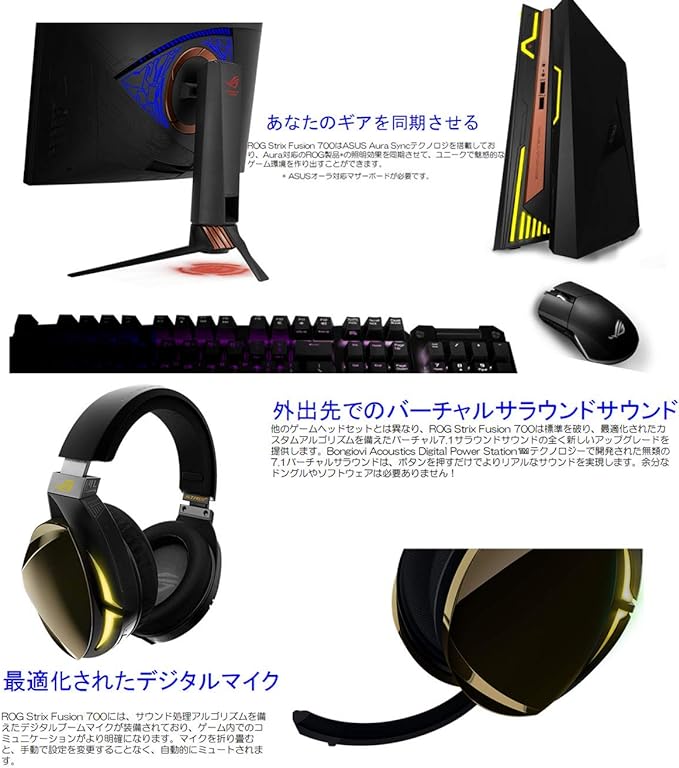 あなたのギアを同期させる
ROG Strix Fusion 700はASUS Aura Syncテクノロジを搭載してお
り、Aura対応のROG製品*の照明効果を同期させて、ユニークで魅惑的な
ゲーム環境を作り出すことができます。
* ASUSオーラ対応マザーボードが必要です。
外出先でのバーチャルサラウンドサウンド
他のゲームヘッドセットとは異なり、ROG Strix Fusion 700は標準を破り、最適化されたカ
スタムアルゴリズムを備えたバーチャル7.1サラウンドサウンドの全く新しいアップグレードを
提供します。Bongiovi Acoustics Digital Power Station™テクノロジーで開発された無類の
7.1バーチャルサラウンドは、ボタンを押すだけでよりリアルなサウンドを実現します。余分な
ドングルやソフトウェアは必要ありません！
STRIX
最適化されたデジタルマイク
ROG Strix Fusion 700には、サウンド処理アルゴリズムを備
えたデジタルブームマイクが装備されており、ゲーム内でのコ
ミュニケーションがより明確になります。マイクを折り畳む
と、手動で設定を変更することなく、自動的にミュートされま
す。